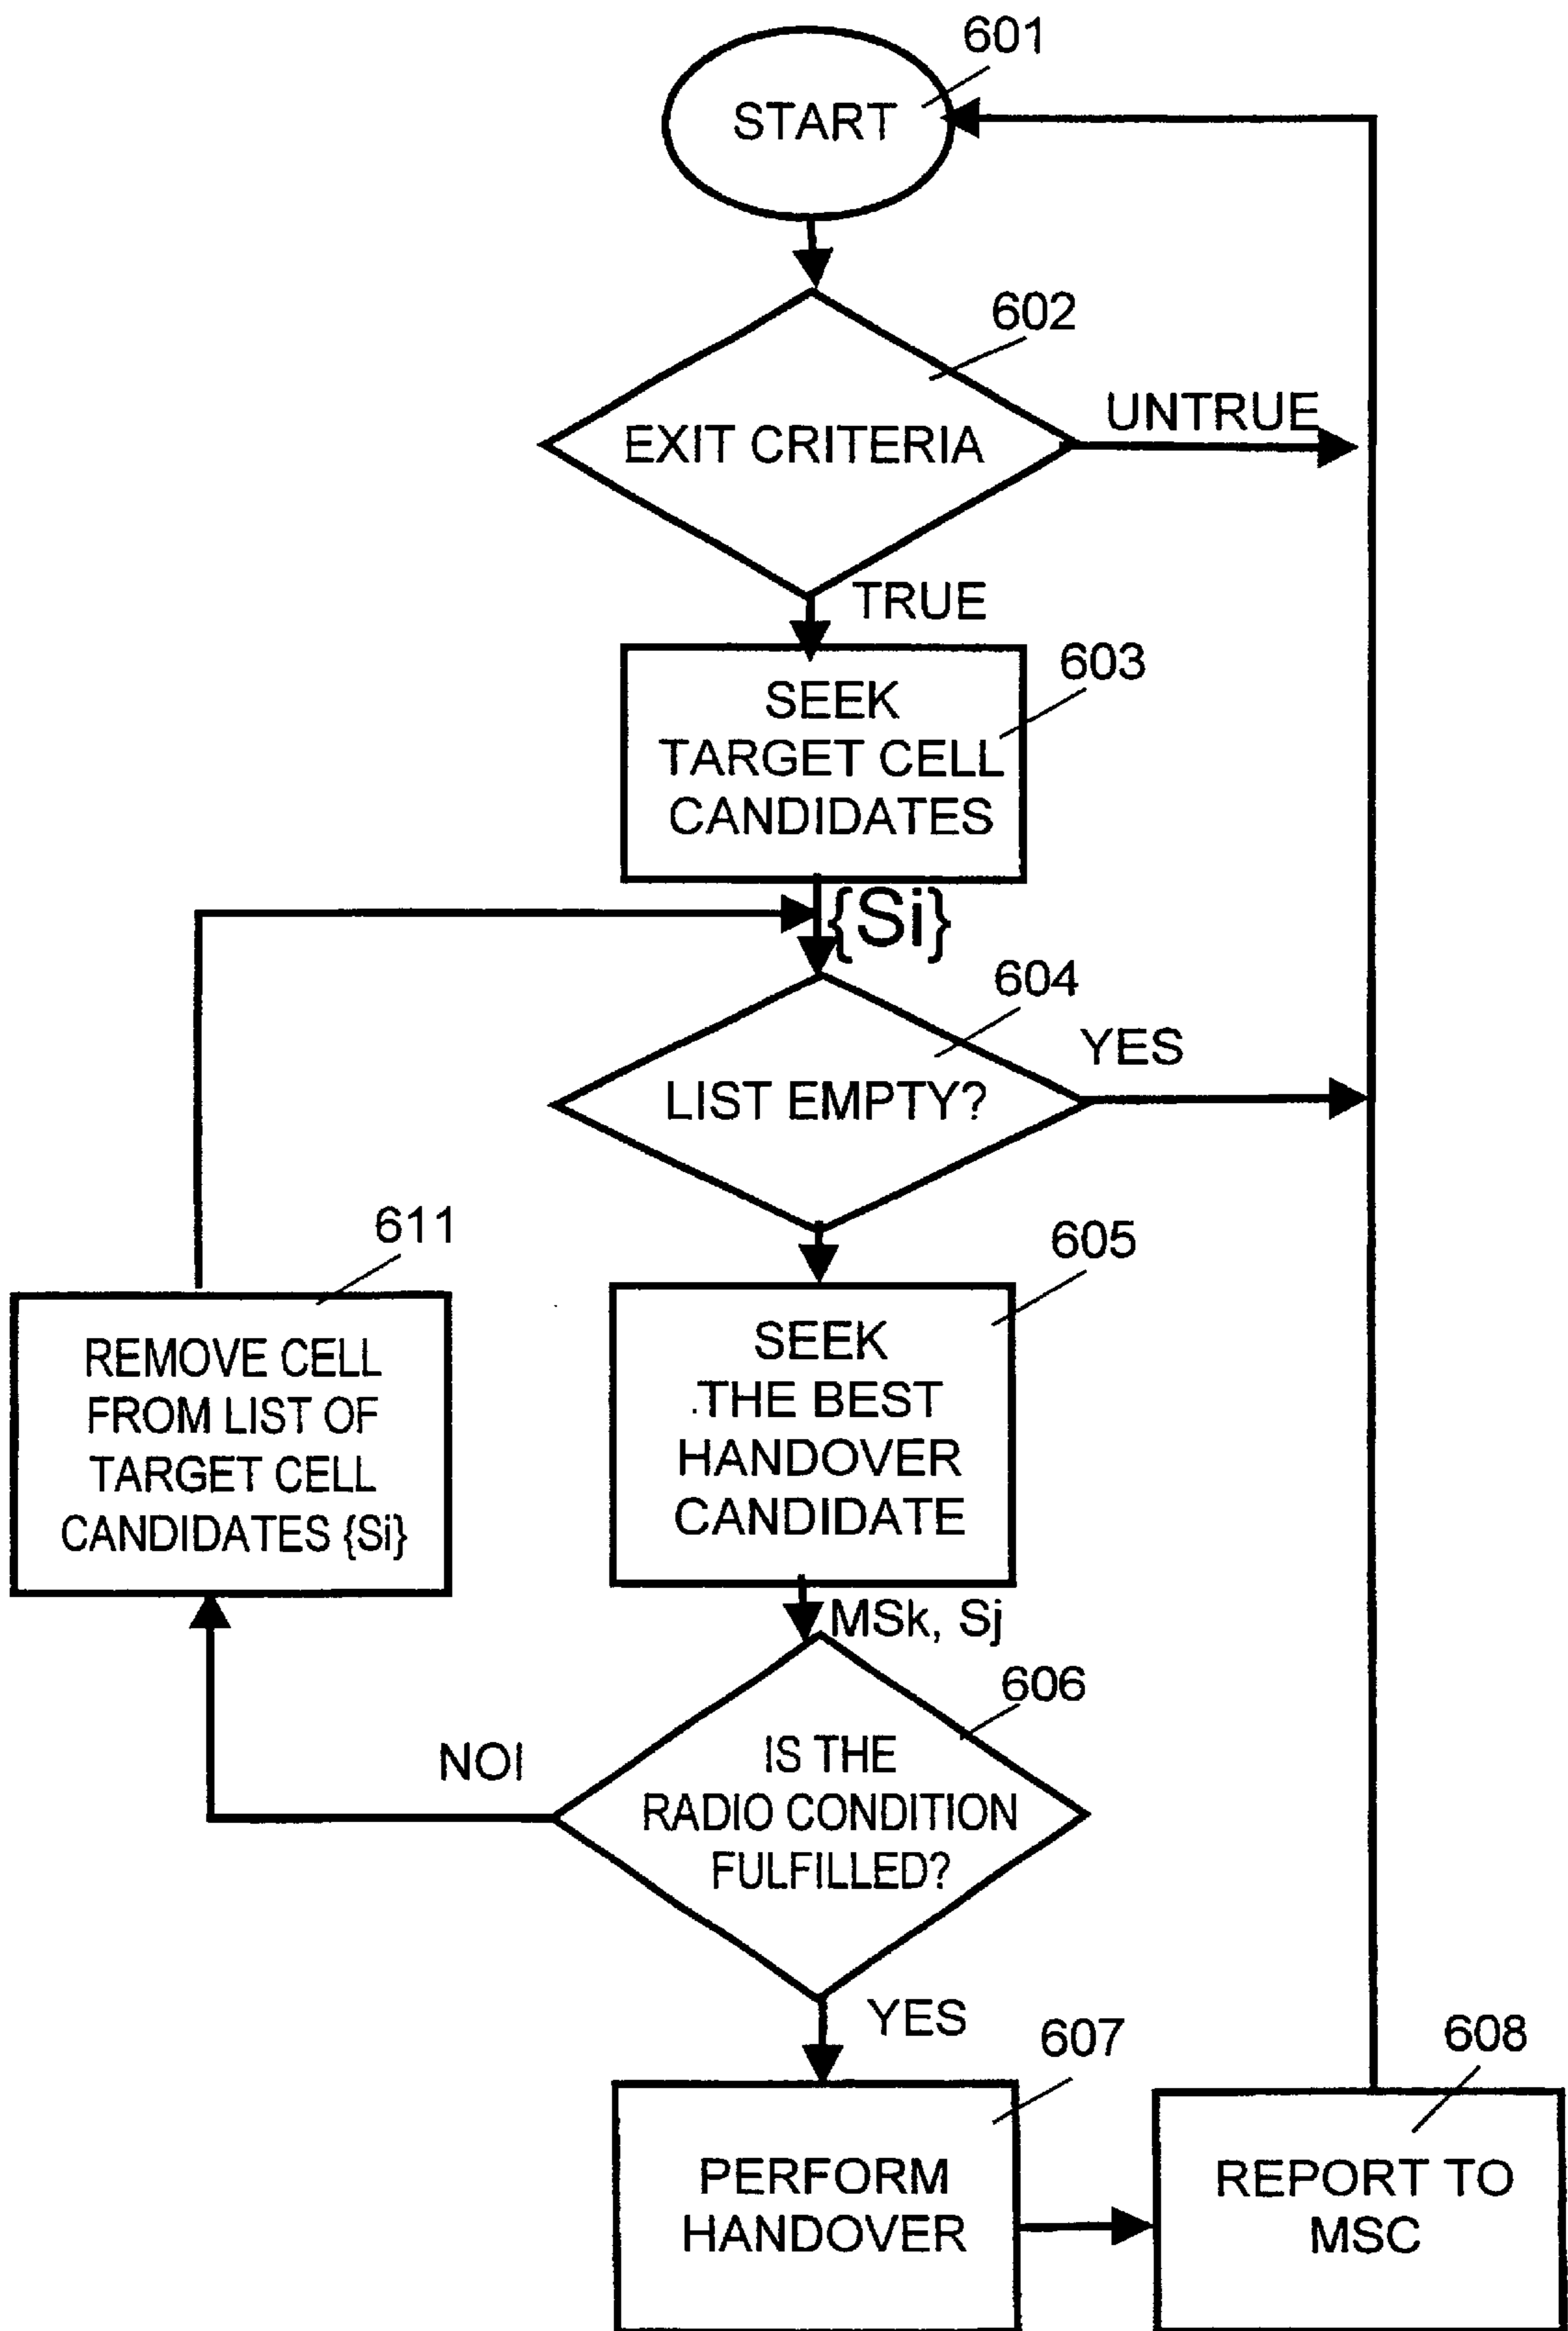 601
START
602
EXIT CRITERIA
UNTRUE
TRUE
603
SEEK
TARGET CELL
CANDIDATES
{Si}
604
YES
LIST EMPTY?
611
REMOVE CELL
FROM LIST OF
TARGET CELL
CANDIDATES {Si}
605
SEEK
THE BEST
HANDOVER
CANDIDATE
MSk, Sj
606
NOI
IS THE
RADIO CONDITION
FULFILLED?
YES
607
PERFORM
HANDOVER
608
REPORT TO
MSC